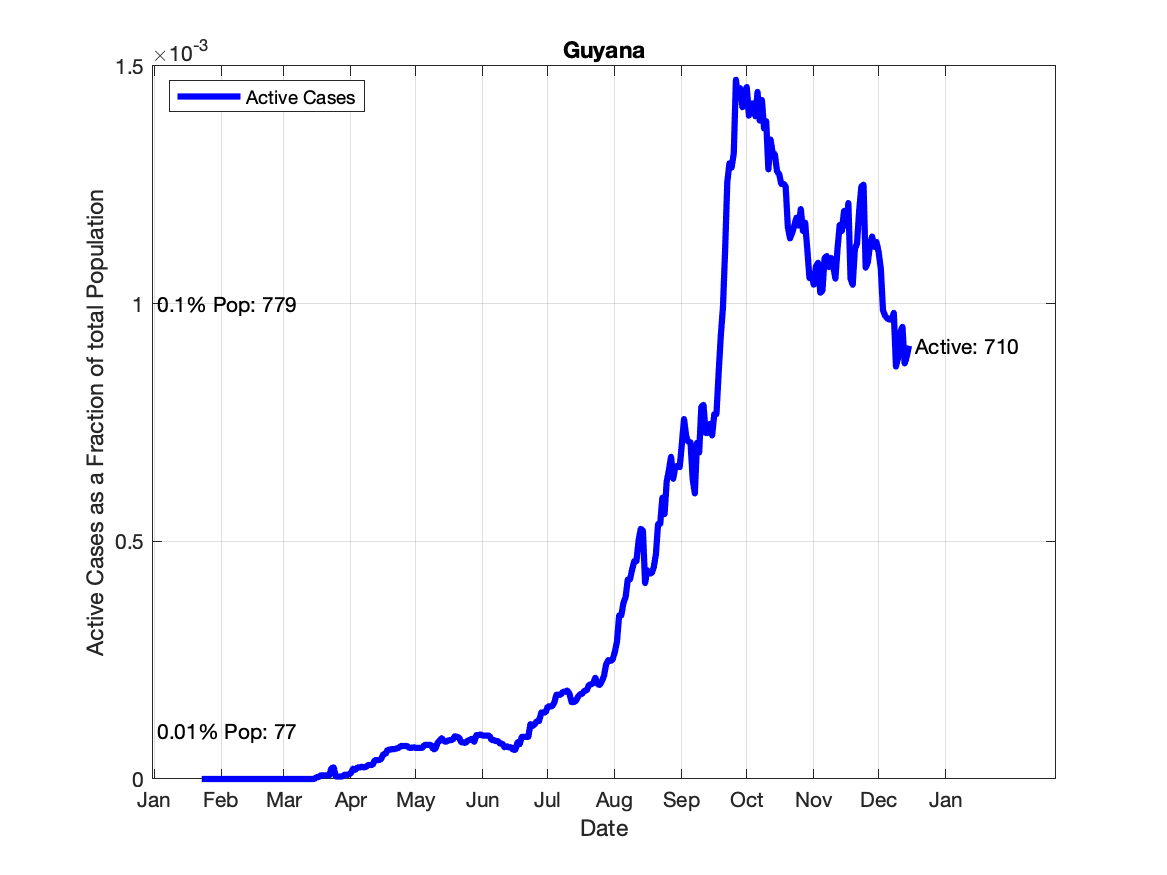 Guyana
×10⁻³
1.5
Active Cases
1
0.1% Pop: 779
Active: 710
0.5
0.01% Pop: 77
0
Active Cases as a Fraction of total Population
Jan Feb Mar Apr May Jun Jul Aug Sep Oct Nov Dec Jan
Date